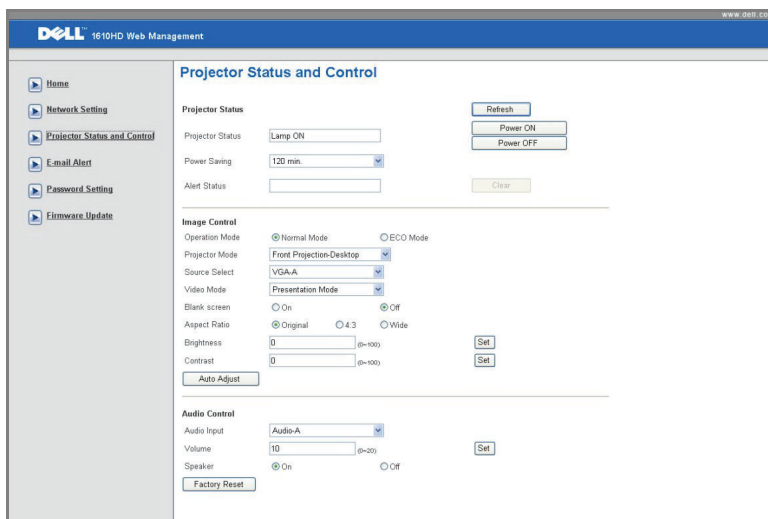 www.dell.co
DELL™ 1610HD Web Management
Home
Network Setting
Projector Status and Control
E-mail Alert
Password Setting
Firmware Update
Projector Status and Control
Projector Status
Refresh
Power ON
Projector Status Lamp ON
Power OFF
Power Saving 120 min.
Alert Status
Clear
Image Control
Operation Mode Normal Mode ECO Mode
Projector Mode Front Projection-Desktop
Source Select VGA-A
Video Mode Presentation Mode
Blank screen On Off
Aspect Ratio Original 4:3 Wide
Brightness 0 (0~100) Set
Contrast 0 (0~100) Set
Auto Adjust
Audio Control
Audio Input Audio-A
Volume 10 (0~20) Set
Speaker On Off
Factory Reset